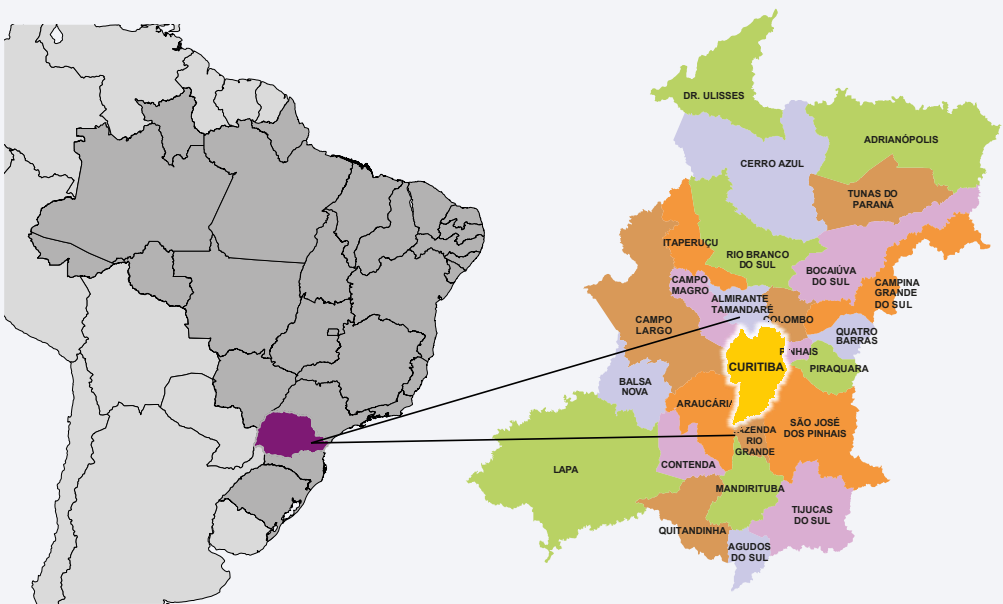 DR. ULISSES
ADRIANÓPOLIS
CERRO AZUL
TUNAS DO
PARANÁ
ITAPERUÇU
RIO BRANCO
DO SUL
BOCAIÚVA
DO SUL
CAMPO
MAGRO
CAMPINA
GRANDE
DO SUL
ALMIRANTE
TAMANDARÉ
COLOMBO
CAMPO
LARGO
QUATRO
BARRAS
PINHAIS
CURITIBA
PIRAQUARA
BALSA
NOVA
ARAUCÁRIA
SÃO JOSÉ
DOS PINHAIS
FAZENDA
RIO
GRANDE
LAPA
CONTENDA
MANDIRITUBA
TIJUCAS
DO SUL
QUITANDINHA
AGUDOS
DO SUL